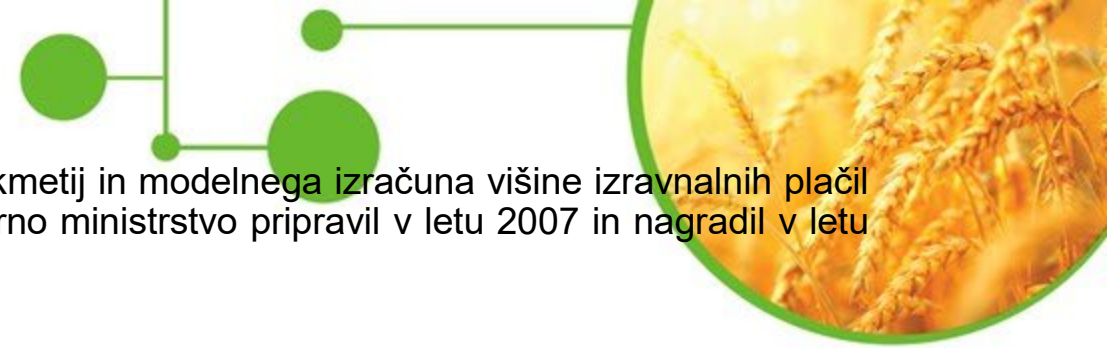 kmetij in modelnega izračuna višine izravnalnih plačil
rno ministrstvo pripravil v letu 2007 in nagradil v letu